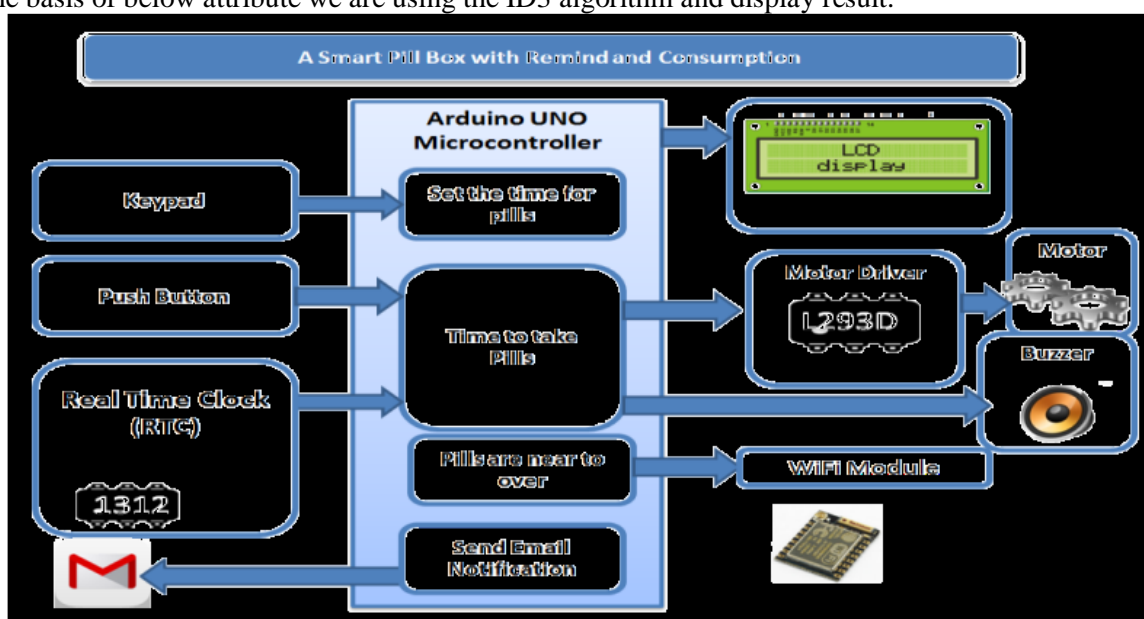 ne basis of below attribute we are using the ID3 algorithm and display result.
A Smart Pill Box with Remind and Consumption
Arduino UNO
Microcontroller
LCD
display
Keypad
Set the time for
pills
Motor
Motor Driver
L293D
Push Button
Time to take
Pills
Buzzer
Real Time Clock
(RTC)
1312
Pills are near to
over
WiFi Module
Send Email
Notification